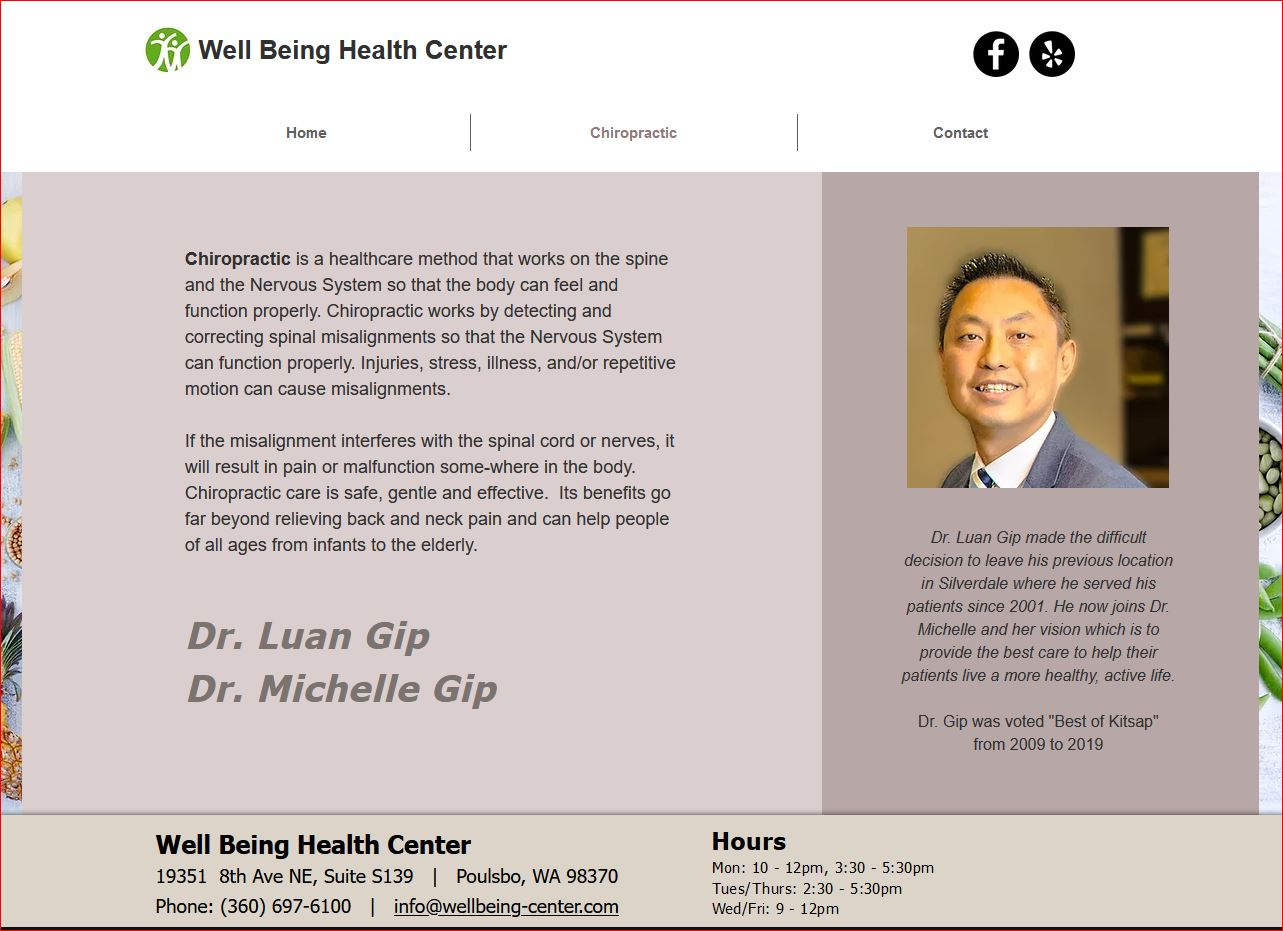 Well Being Health Center
Home
Chiropractic
Contact
Chiropractic is a healthcare method that works on the spine
and the Nervous System so that the body can feel and
function properly. Chiropractic works by detecting and
correcting spinal misalignments so that the Nervous System
can function properly. Injuries, stress, illness, and/or repetitive
motion can cause misalignments.
If the misalignment interferes with the spinal cord or nerves, it
will result in pain or malfunction some-where in the body.
Chiropractic care is safe, gentle and effective.  Its benefits go
far beyond relieving back and neck pain and can help people
of all ages from infants to the elderly.
Dr. Luan Gip
Dr. Michelle Gip
Dr. Luan Gip made the difficult
decision to leave his previous location
in Silverdale where he served his
patients since 2001. He now joins Dr.
Michelle and her vision which is to
provide the best care to help their
patients live a more healthy, active life.
Dr. Gip was voted "Best of Kitsap"
from 2009 to 2019
Well Being Health Center
19351  8th Ave NE, Suite S139   |   Poulsbo, WA 98370
Phone: (360) 697-6100   |   info@wellbeing-center.com
Hours
Mon: 10 - 12pm, 3:30 - 5:30pm
Tues/Thurs: 2:30 - 5:30pm
Wed/Fri: 9 - 12pm